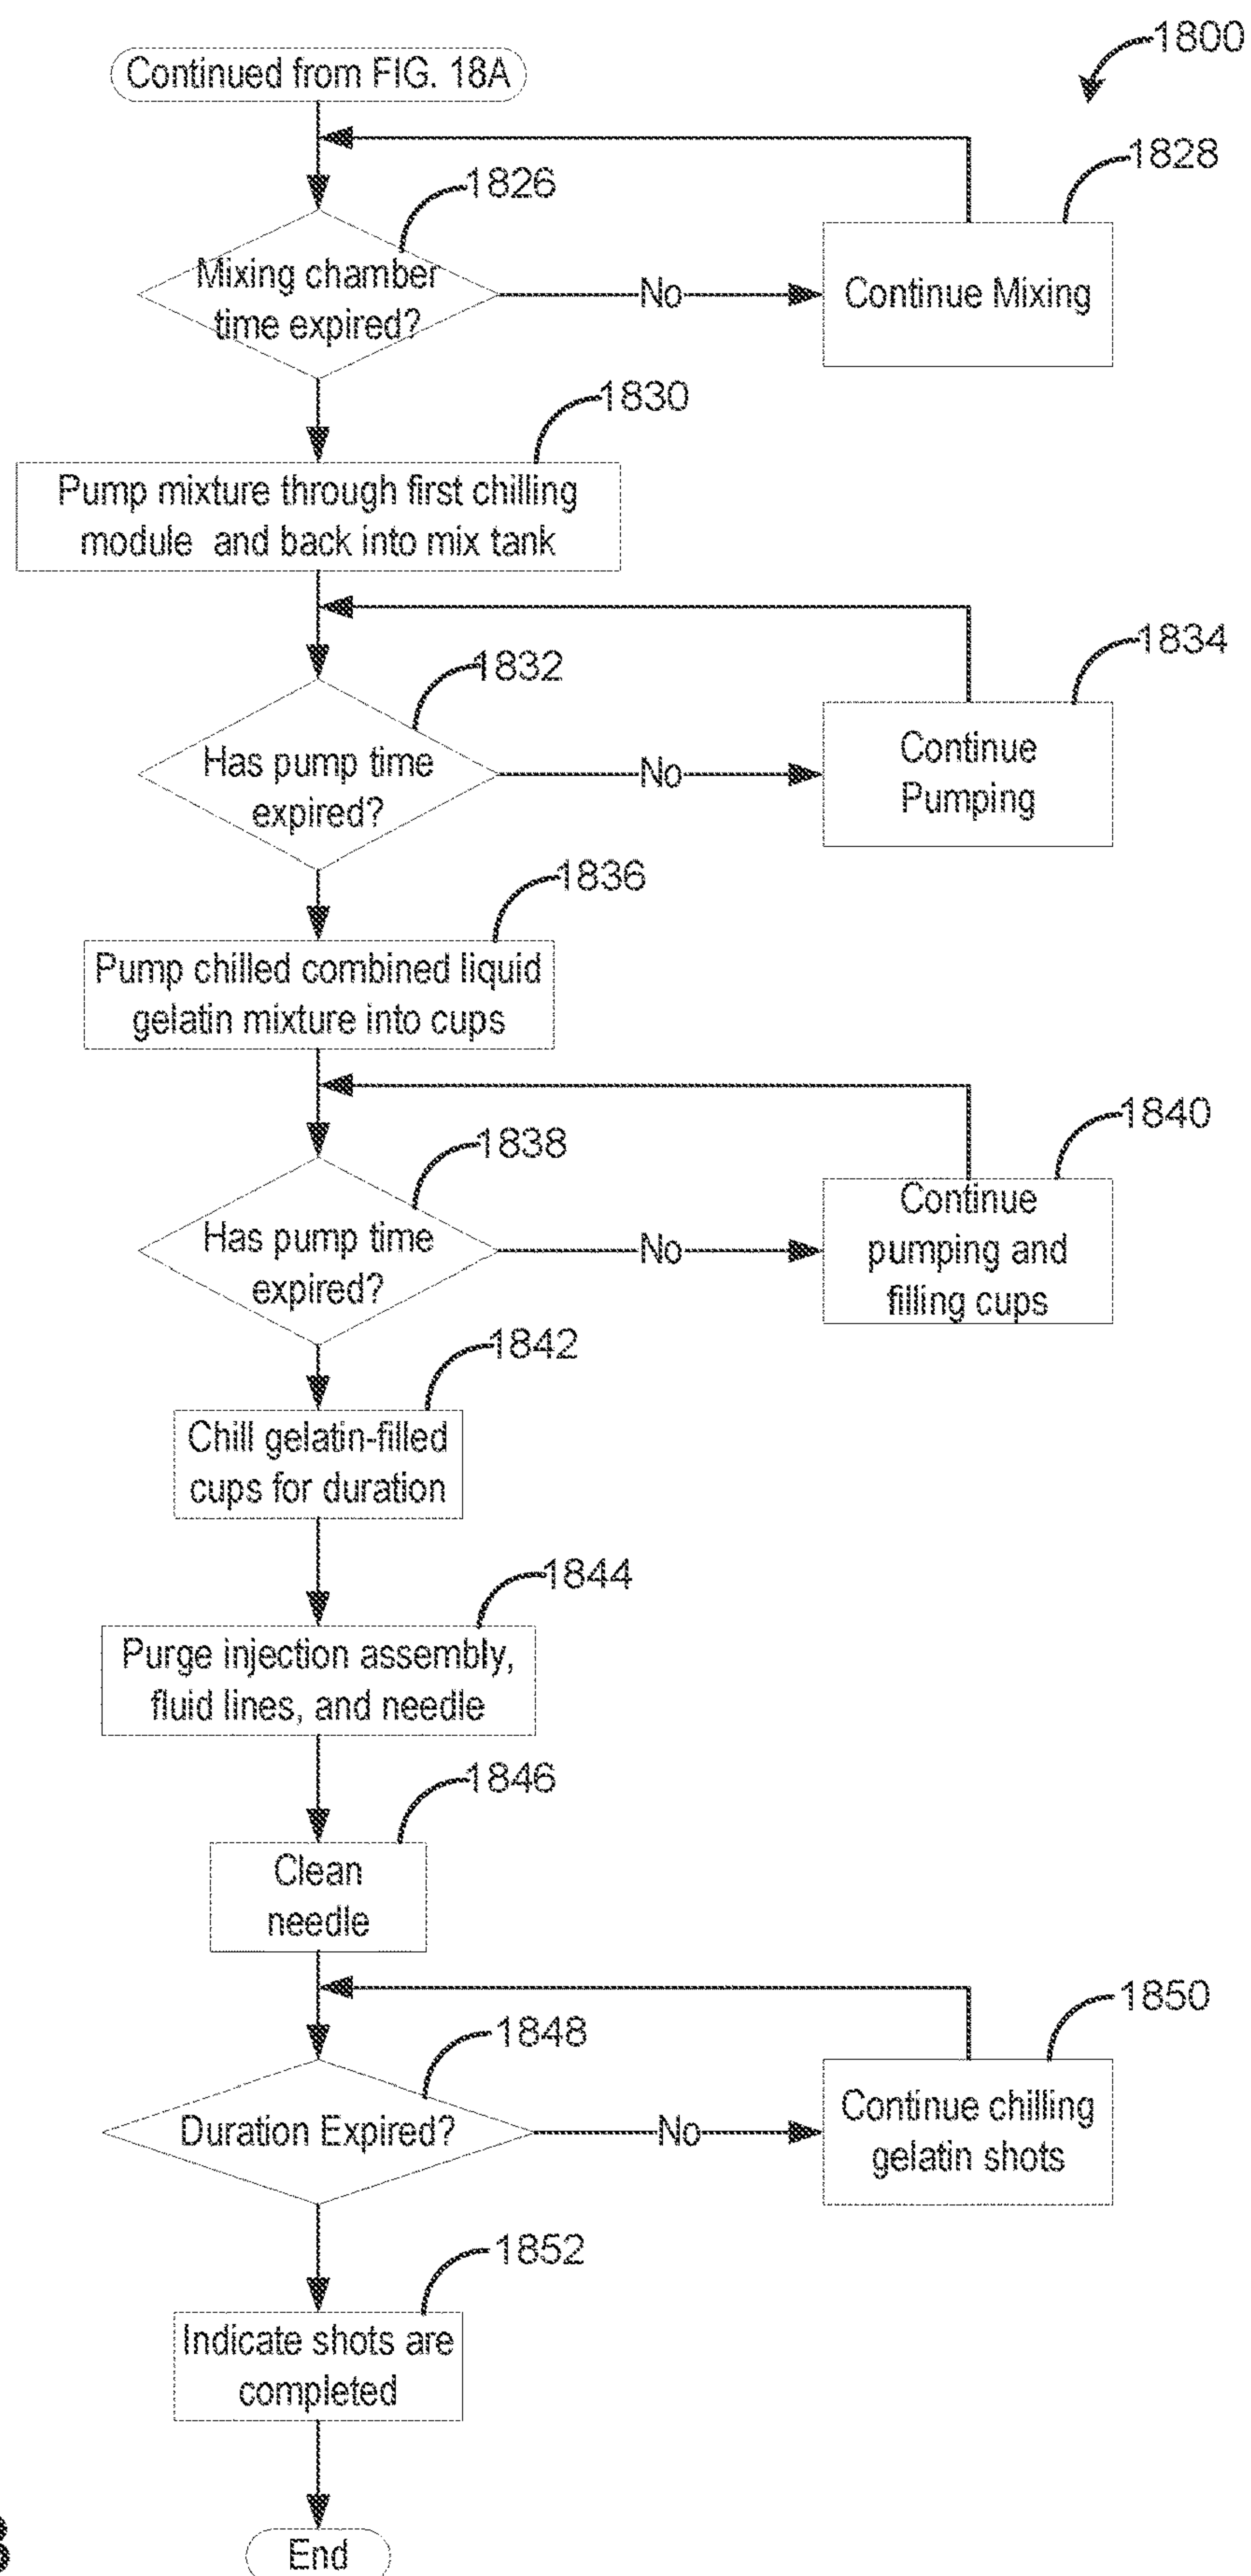 Continued from FIG. 18A
1800
1826
1828
Mixing chamber
time expired?
No
Continue Mixing
1830
Pump mixture through first chilling
module and back into mix tank
1832
1834
Has pump time
expired?
No
Continue
Pumping
1836
Pump chilled combined liquid
gelatin mixture into cups
1838
1840
Has pump time
expired?
No
Continue
pumping and
filling cups
1842
Chill gelatin-filled
cups for duration
1844
Purge injection assembly,
fluid lines, and needle
1846
Clean
needle
1848
1850
Duration Expired?
No
Continue chilling
gelatin shots
1852
Indicate shots are
completed
End